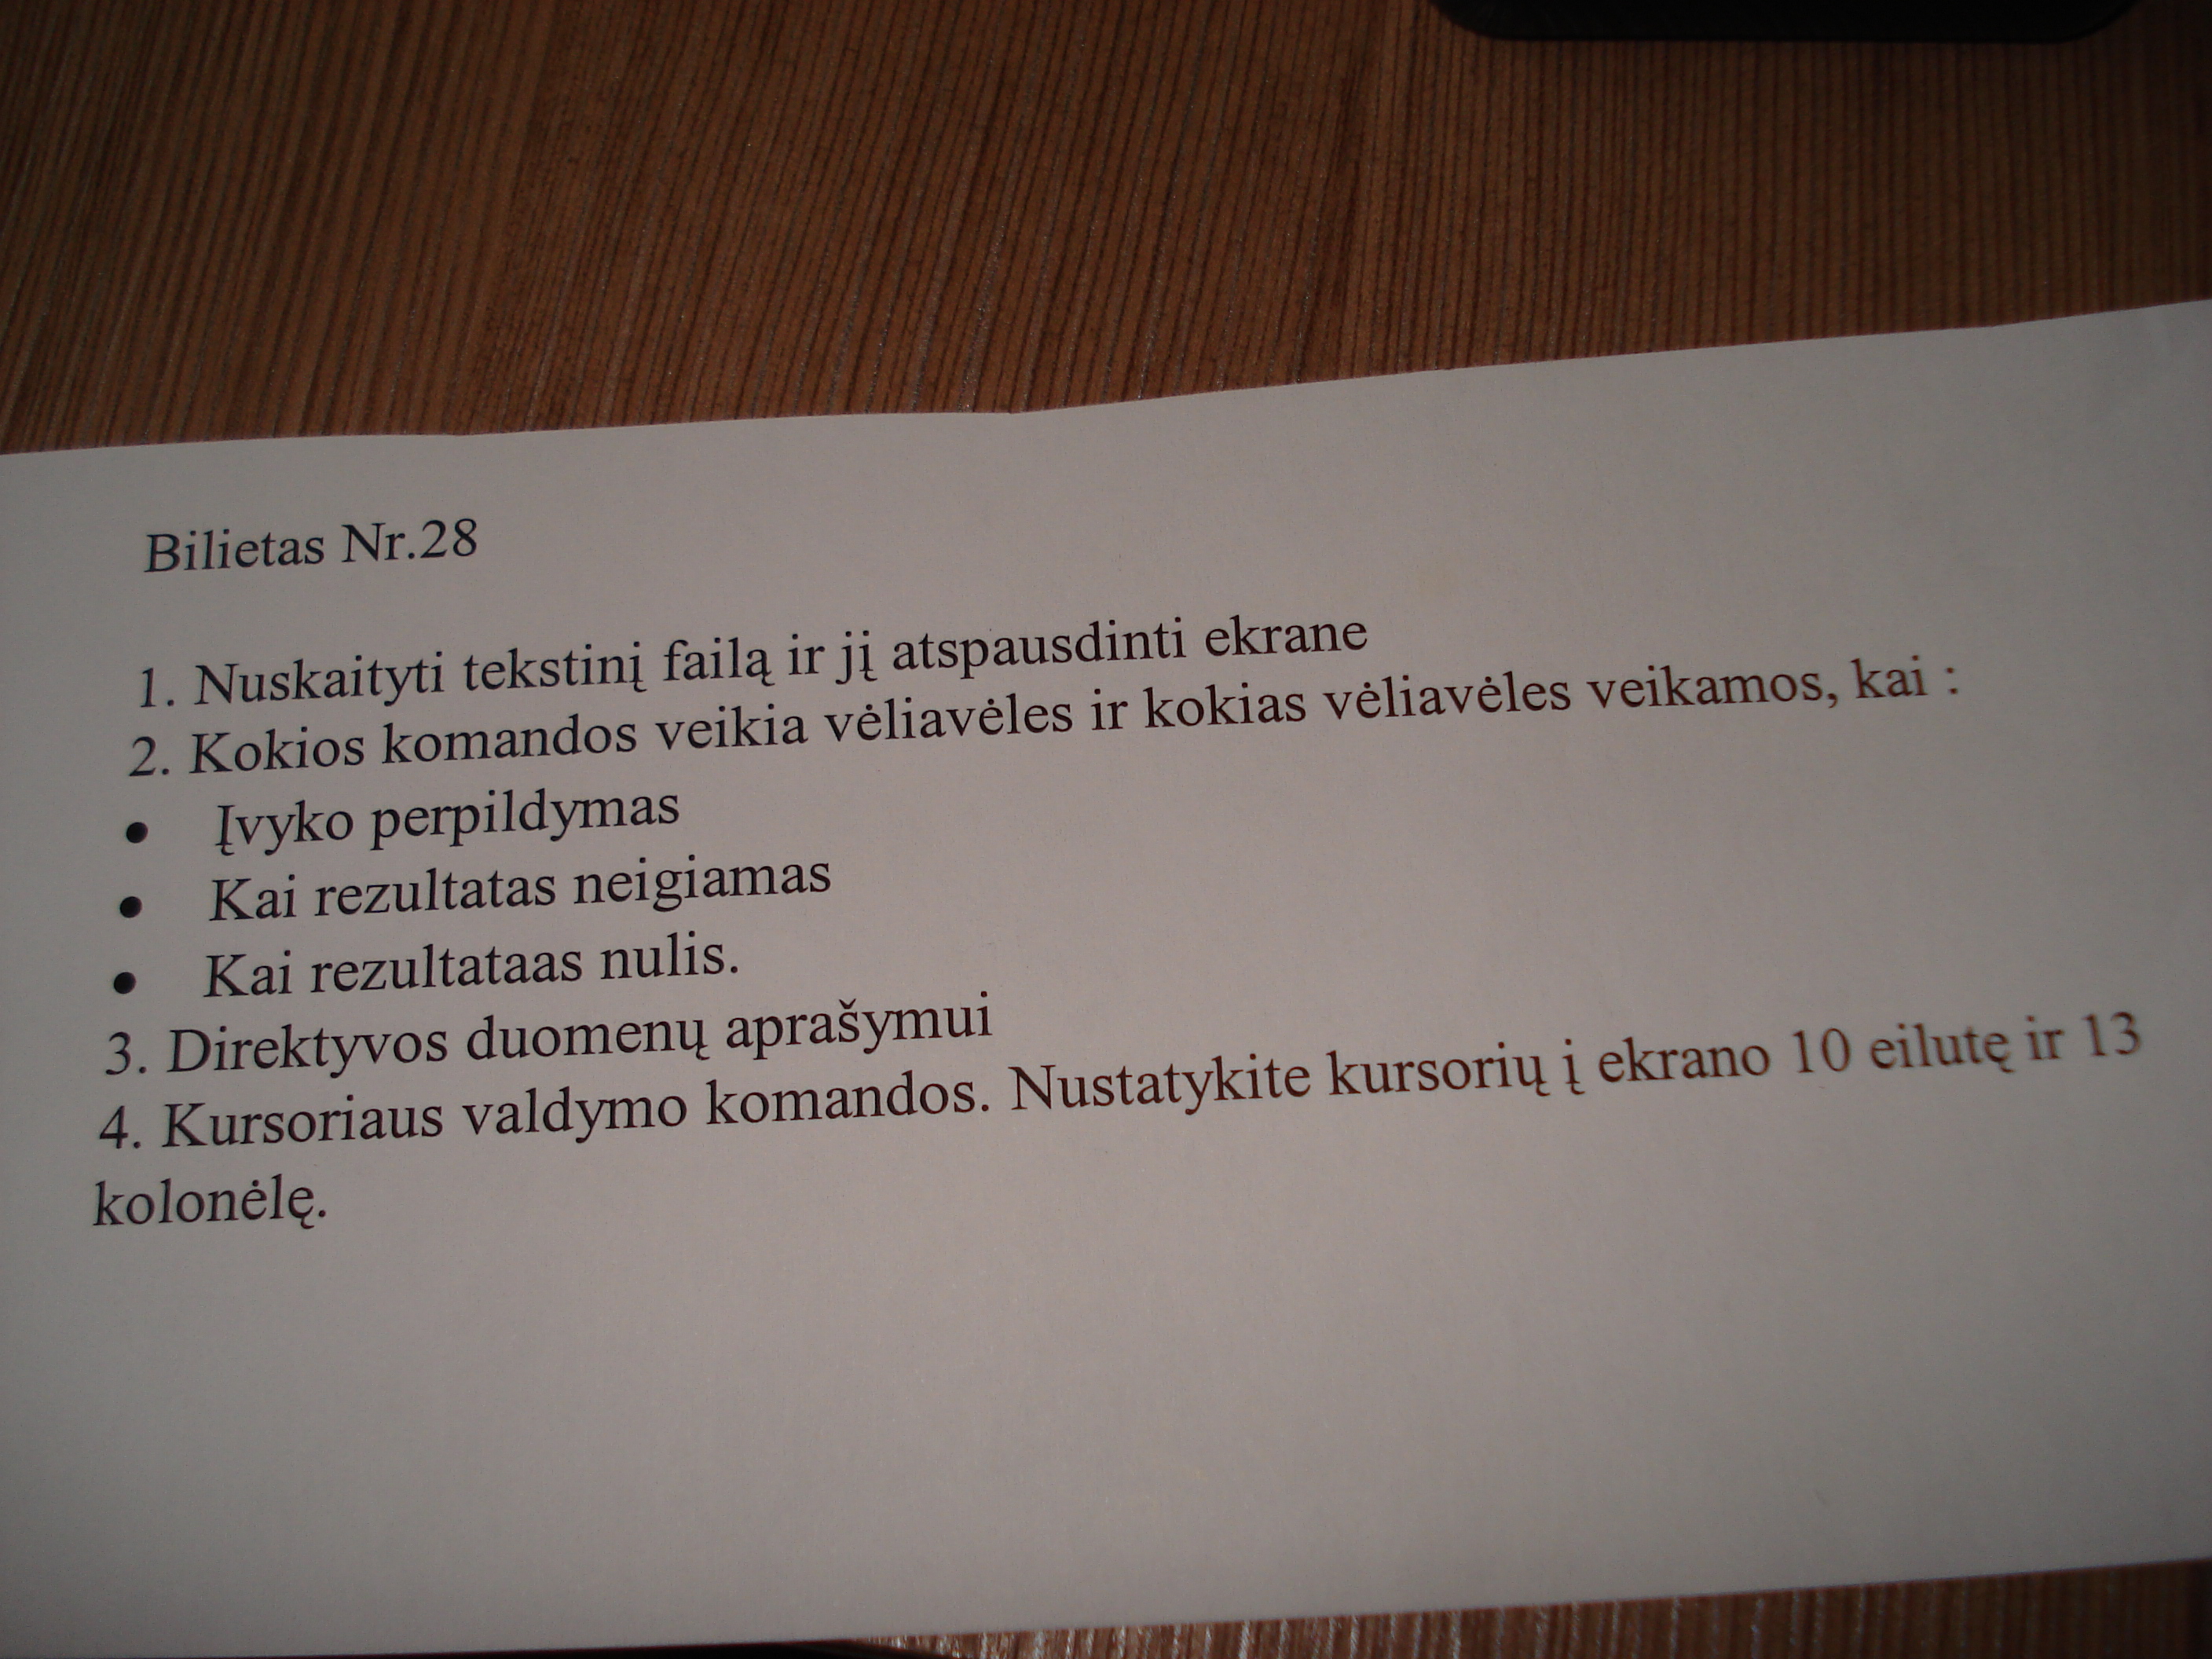 Bilietas Nr.28
1. Nuskaityti tekstinį failą ir jį atspausdinti ekrane
2. Kokios komandos veikia vėliavėles ir kokias vėliavėles veikamos, kai :
• Įvyko perpildymas
• Kai rezultatas neigiamas
• Kai rezultataas nulis.
3. Direktyvos duomenų aprašymui
4. Kursoriaus valdymo komandos. Nustatykite kursorių į ekrano 10 eilutę ir 13
kolonėlę.